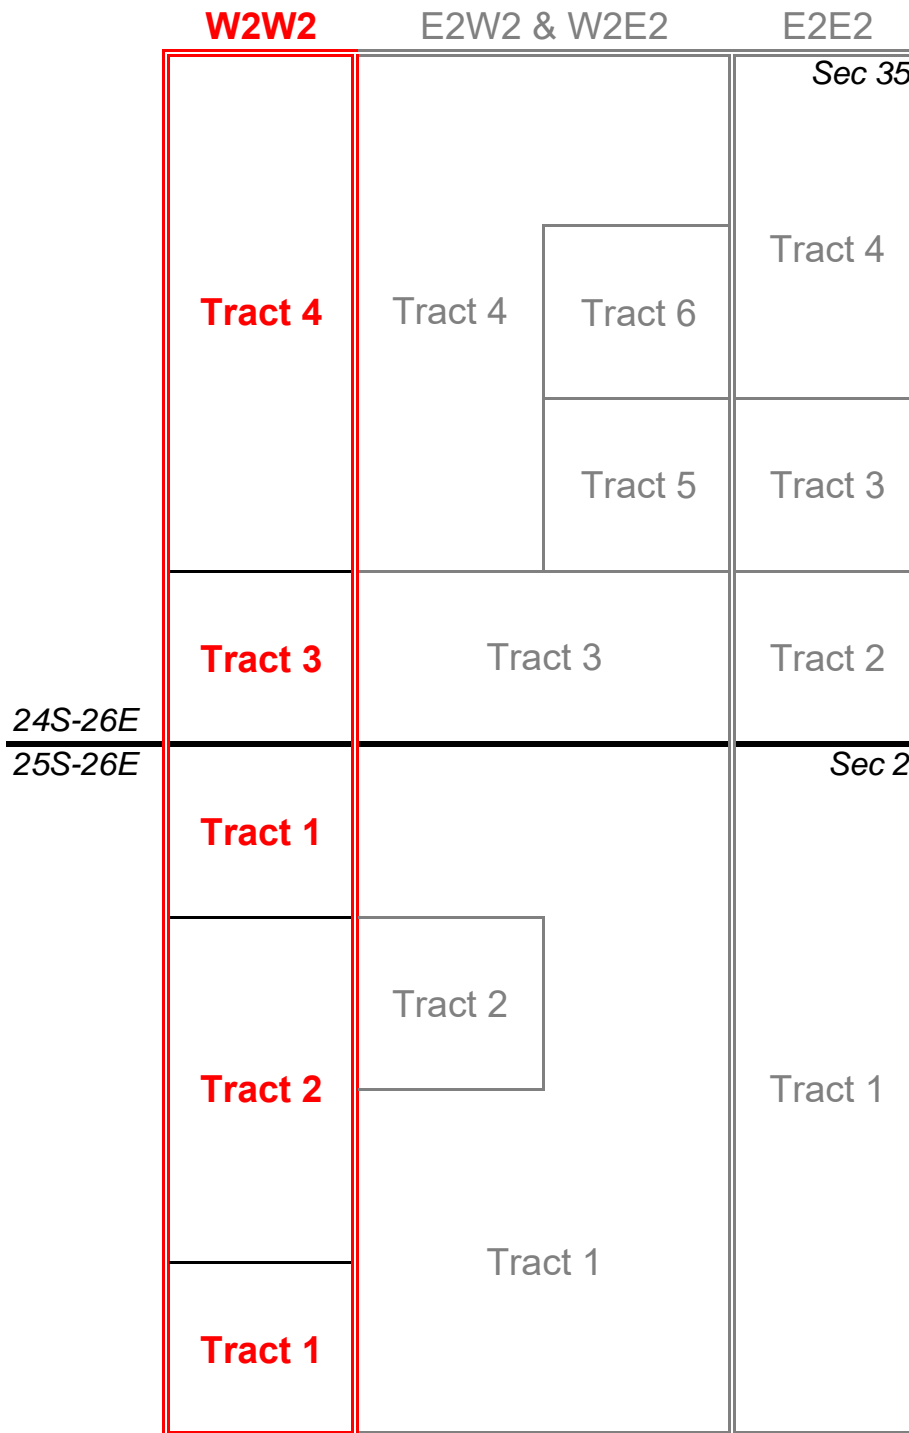 W2W2 E2W2 & W2E2 E2E2
Sec 35
Tract 4
Tract 4 Tract 4 Tract 6
Tract 5 Tract 3
Tract 3 Tract 3 Tract 2
24S-26E
25S-26E Sec 2
Tract 1
Tract 2
Tract 2 Tract 1
Tract 1
Tract 1